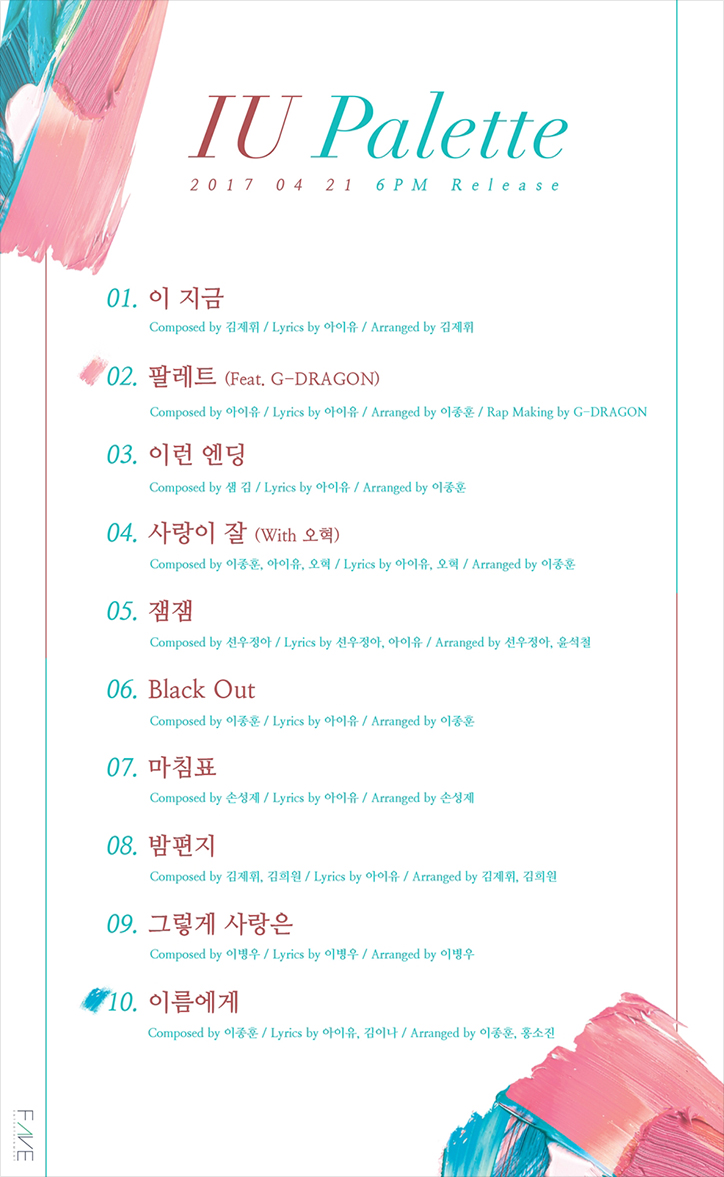 IU Palette
2017 04 21 6PM Release
01. 이 지금
Composed by 김제휘 / Lyrics by 아이유 / Arranged by 김제휘
02. 팔레트 (Feat. G-DRAGON)
Composed by 아이유 / Lyrics by 아이유 / Arranged by 이종훈 / Rap Making by G-DRAGON
03. 이런 엔딩
Composed by 샘 김 / Lyrics by 아이유 / Arranged by 이종훈
04. 사랑이 잘 (With 오혁)
Composed by 이종훈, 아이유, 오혁 / Lyrics by 아이유, 오혁 / Arranged by 이종훈
05. 잼잼
Composed by 선우정아 / Lyrics by 선우정아, 아이유 / Arranged by 선우정아, 윤석철
06. Black Out
Composed by 이종훈 / Lyrics by 아이유 / Arranged by 이종훈
07. 마침표
Composed by 손성제 / Lyrics by 아이유 / Arranged by 손성제
08. 밤편지
Composed by 김제휘, 김희원 / Lyrics by 아이유 / Arranged by 김제휘, 김희원
09. 그렇게 사랑은
Composed by 이병우 / Lyrics by 이병우 / Arranged by 이병우
10. 이름에게
Composed by 이종훈 / Lyrics by 아이유, 김이나 / Arranged by 이종훈, 홍소진
FAVE